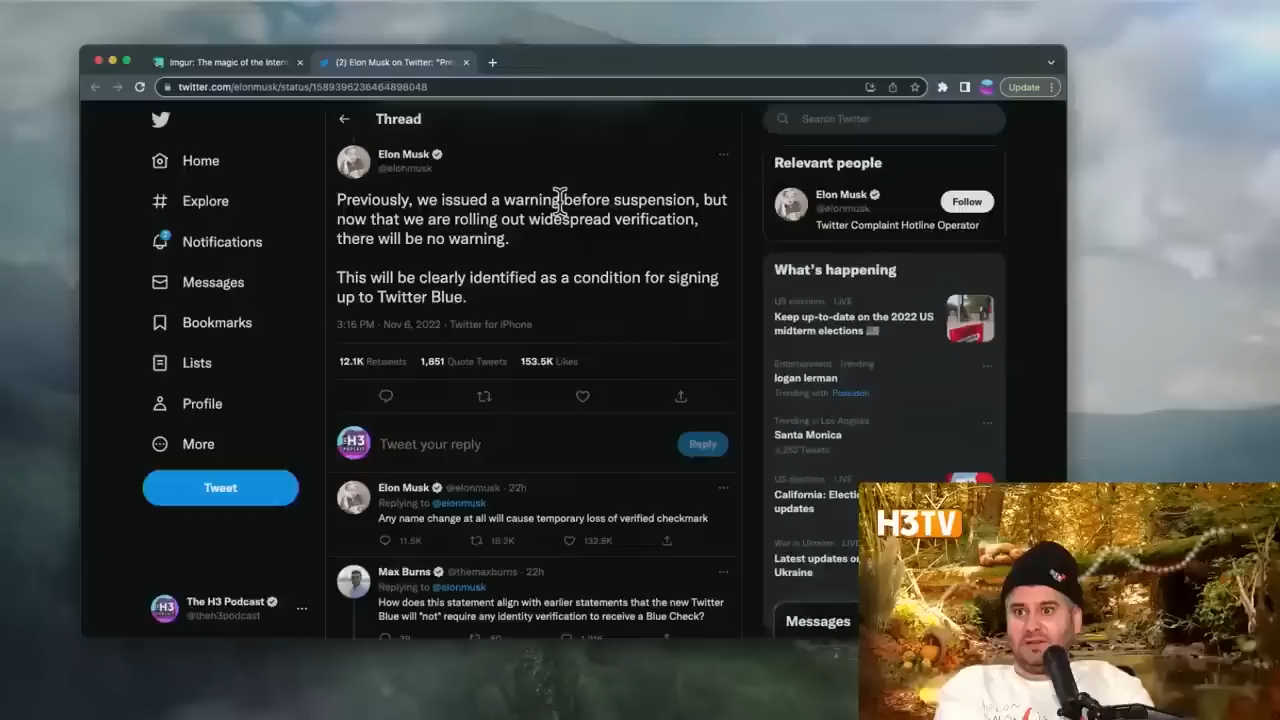 Imgur: The magic of the Intern
(2) Elon Musk on Twitter: "Pre
twitter.com/elonmusk/status/1589396236464898048
Update
Home
Explore
2
Notifications
Messages
Bookmarks
Lists
Profile
More
Tweet
The H3 Podcast
@theh3podcast
Thread
Elon Musk
@elonmusk
Previously, we issued a warning before suspension, but
now that we are rolling out widespread verification,
there will be no warning.
This will be clearly identified as a condition for signing
up to Twitter Blue.
3:16 PM · Nov 6, 2022 · Twitter for iPhone
12.1K Retweets 1,851 Quote Tweets 153.5K Likes
H3
PODCAST
Tweet your reply
Reply
Elon Musk @elonmusk · 22h
Replying to @elonmusk
Any name change at all will cause temporary loss of verified checkmark
11.8K 16.2K 132.8K
Max Burns @themaxburns · 22h
Replying to @elonmusk
How does this statement align with earlier statements that the new Twitter
Blue will "not" require any identity verification to receive a Blue Check?
Search Twitter
Relevant people
Elon Musk
@elonmusk
Follow
Twitter Complaint Hotline Operator
What's happening
US elections · LIVE
Keep up-to-date on the 2022 US
midterm elections
Entertainment · Trending
logan lerman
Trending with Poseidon
Trending in Los Angeles
Santa Monica
3,252 Tweets
US elections · LIVE
California: Electi
updates
War in Ukraine · LIVE
Latest updates o
Ukraine
Messages
H3TV